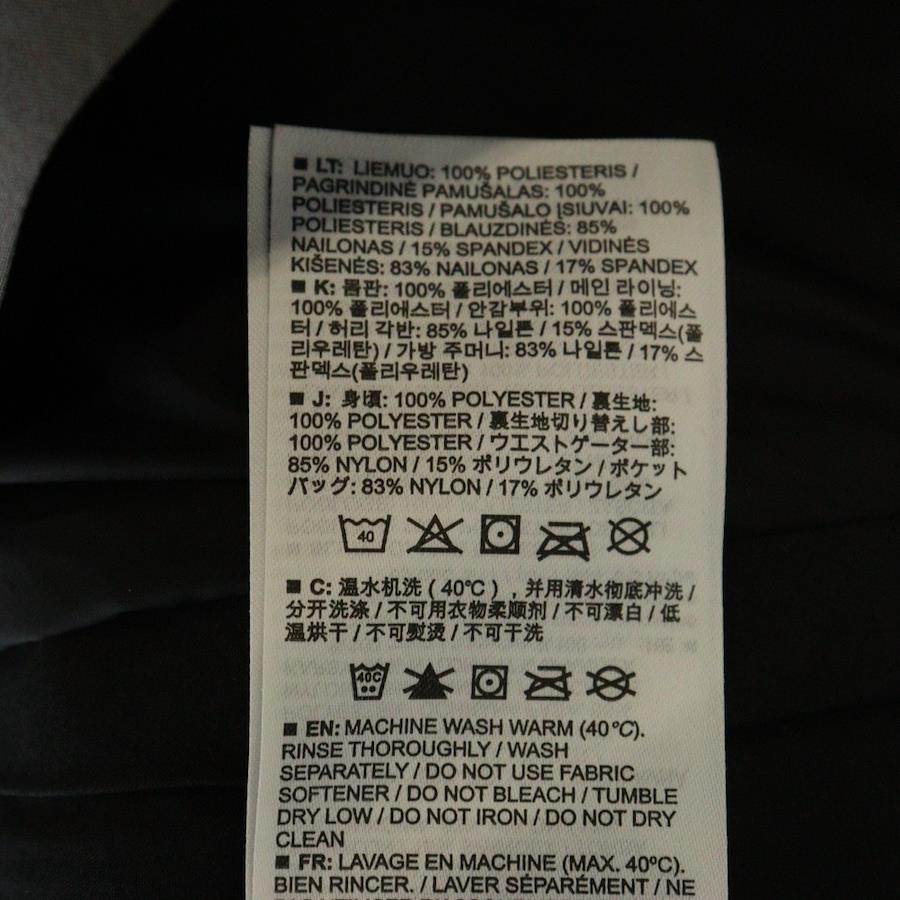 ■ LT: LIEMUO: 100% POLIESTERIS /
PAGRINDINĖ PAMUŠALAS: 100%
POLIESTERIS / PAMUŠALO ĮSIUVAI: 100%
POLIESTERIS / BLAUZDINĖS: 85%
NAILONAS / 15% SPANDEX / VIDINĖS
KIŠENĖS: 83% NAILONAS / 17% SPANDEX
■ K: 몸판: 100% 폴리에스터 / 메인 라이닝:
100% 폴리에스터 / 안감부위: 100% 폴리에스
터 / 허리 각반: 85% 나일론 / 15% 스판덱스(폴
리우레탄) / 가방 주머니: 83% 나일론 / 17% 스
판덱스(폴리우레탄)
■ J: 身頃: 100% POLYESTER / 裏生地:
100% POLYESTER / 裏生地切り替えし部:
100% POLYESTER / ウエストゲーター部:
85% NYLON / 15% ポリウレタン / ポケット
バッグ: 83% NYLON / 17% ポリウレタン
40
■ C: 温水机洗 ( 40℃ ) , 并用清水彻底冲洗 /
分开洗涤 / 不可用衣物柔顺剂 / 不可漂白 / 低
温烘干 / 不可熨烫 / 不可干洗
40C
■ EN: MACHINE WASH WARM (40℃).
RINSE THOROUGHLY / WASH
SEPARATELY / DO NOT USE FABRIC
SOFTENER / DO NOT BLEACH / TUMBLE
DRY LOW / DO NOT IRON / DO NOT DRY
CLEAN
■ FR: LAVAGE EN MACHINE (MAX. 40ºC).
BIEN RINCER. / LAVER SÉPARÉMENT / NE